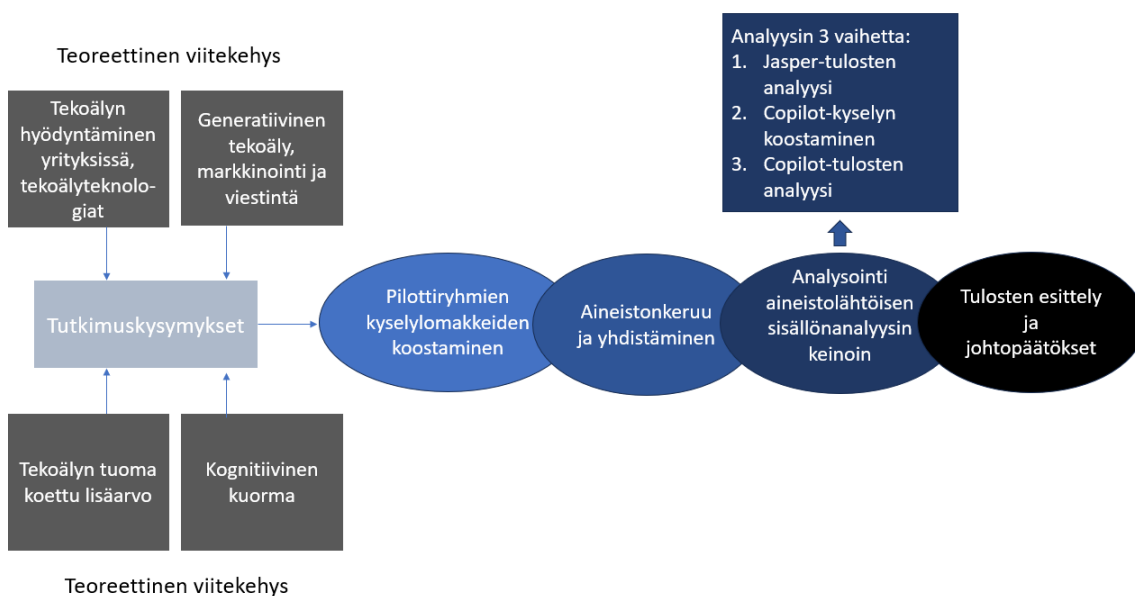 Teoreettinen viitekehys
Tekoälyn
hyödyntäminen
yrityksissä,
tekoälyteknolo-
giat
Generatiivinen
tekoäly,
markkinointi ja
viestintä
Tutkimuskysymykset
Tekoälyn tuoma
koettu lisäarvo
Kognitiivinen
kuorma
Teoreettinen viitekehys
Pilottiryhmien
kyselylomakkeiden
koostaminen
Aineistonkeruu
ja yhdistäminen
Analysointi
aineistolähtöisen
sisällönanalyysin
keinoin
Analyysin 3 vaihetta:
1. Jasper-tulosten
analyysi
2. Copilot-kyselyn
koostaminen
3. Copilot-tulosten
analyysi
Tulosten esittely
ja
johtopäätökset